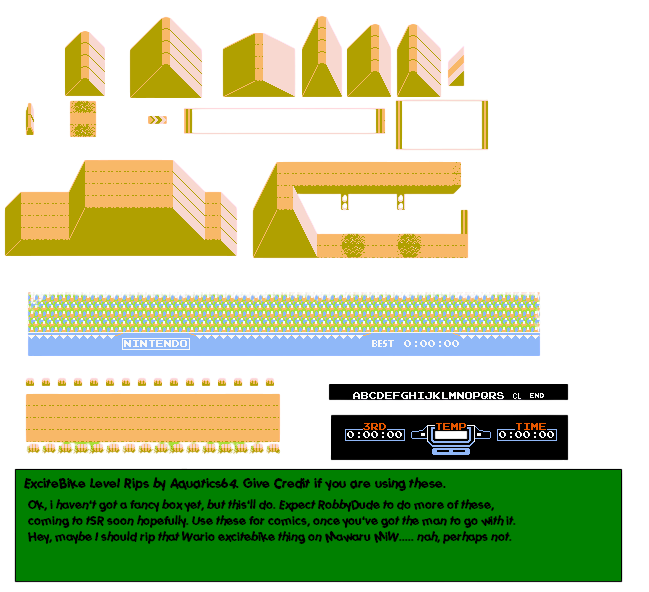 NINTENDO
BEST 0:00:00
ABCDEFGHIJKLMNOPQRS CL END
3RD TEMP TIME
0:00:00 0:00:00
ExciteBike Level Rips by Aquatics64. Give Credit if you are using these.
Ok, i haven't got a fancy box yet, but this'll do. Expect RobbyDude to do more of these,
coming to tSR soon hopefully. Use these for comics, once you've got the man to go with it.
Hey, maybe I should rip that Wario excitebike thing on Mawaru MiW..... nah, perhaps not.